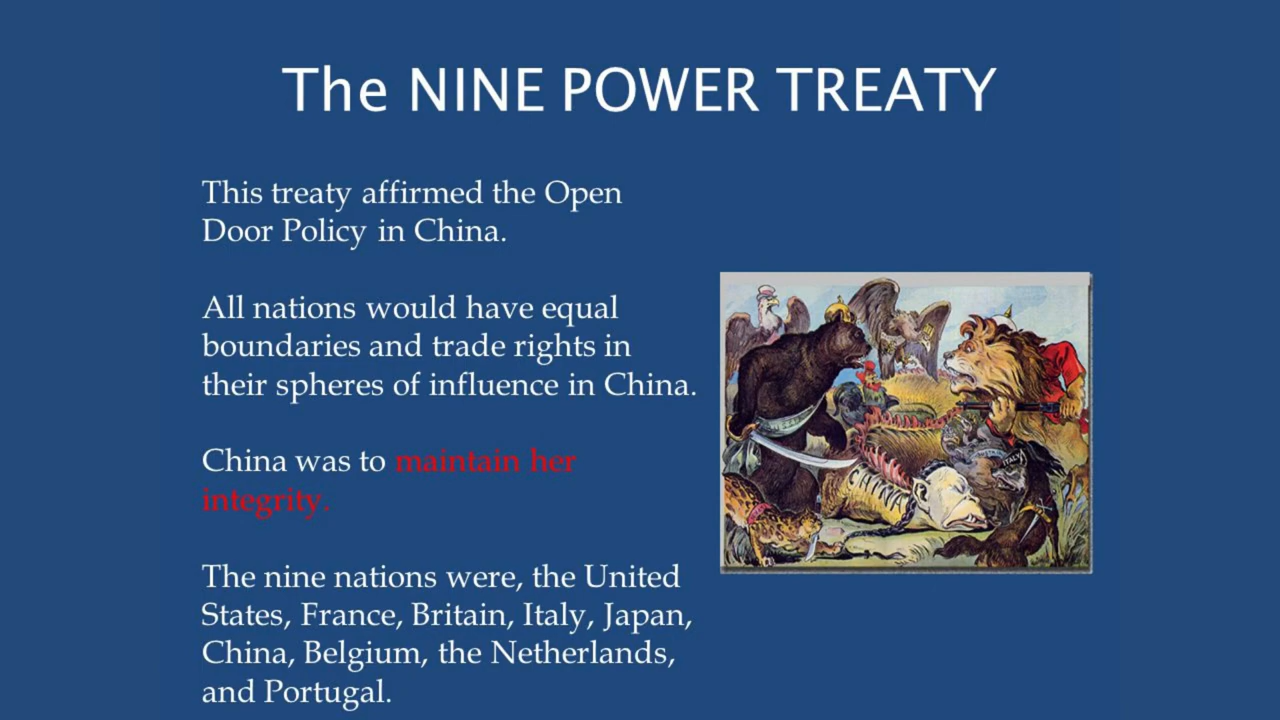 The NINE POWER TREATY
This treaty affirmed the Open
Door Policy in China.
All nations would have equal
boundaries and trade rights in
their spheres of influence in China.
China was to maintain her
integrity.
The nine nations were, the United
States, France, Britain, Italy, Japan,
China, Belgium, the Netherlands,
and Portugal.
CHINA
ITALY